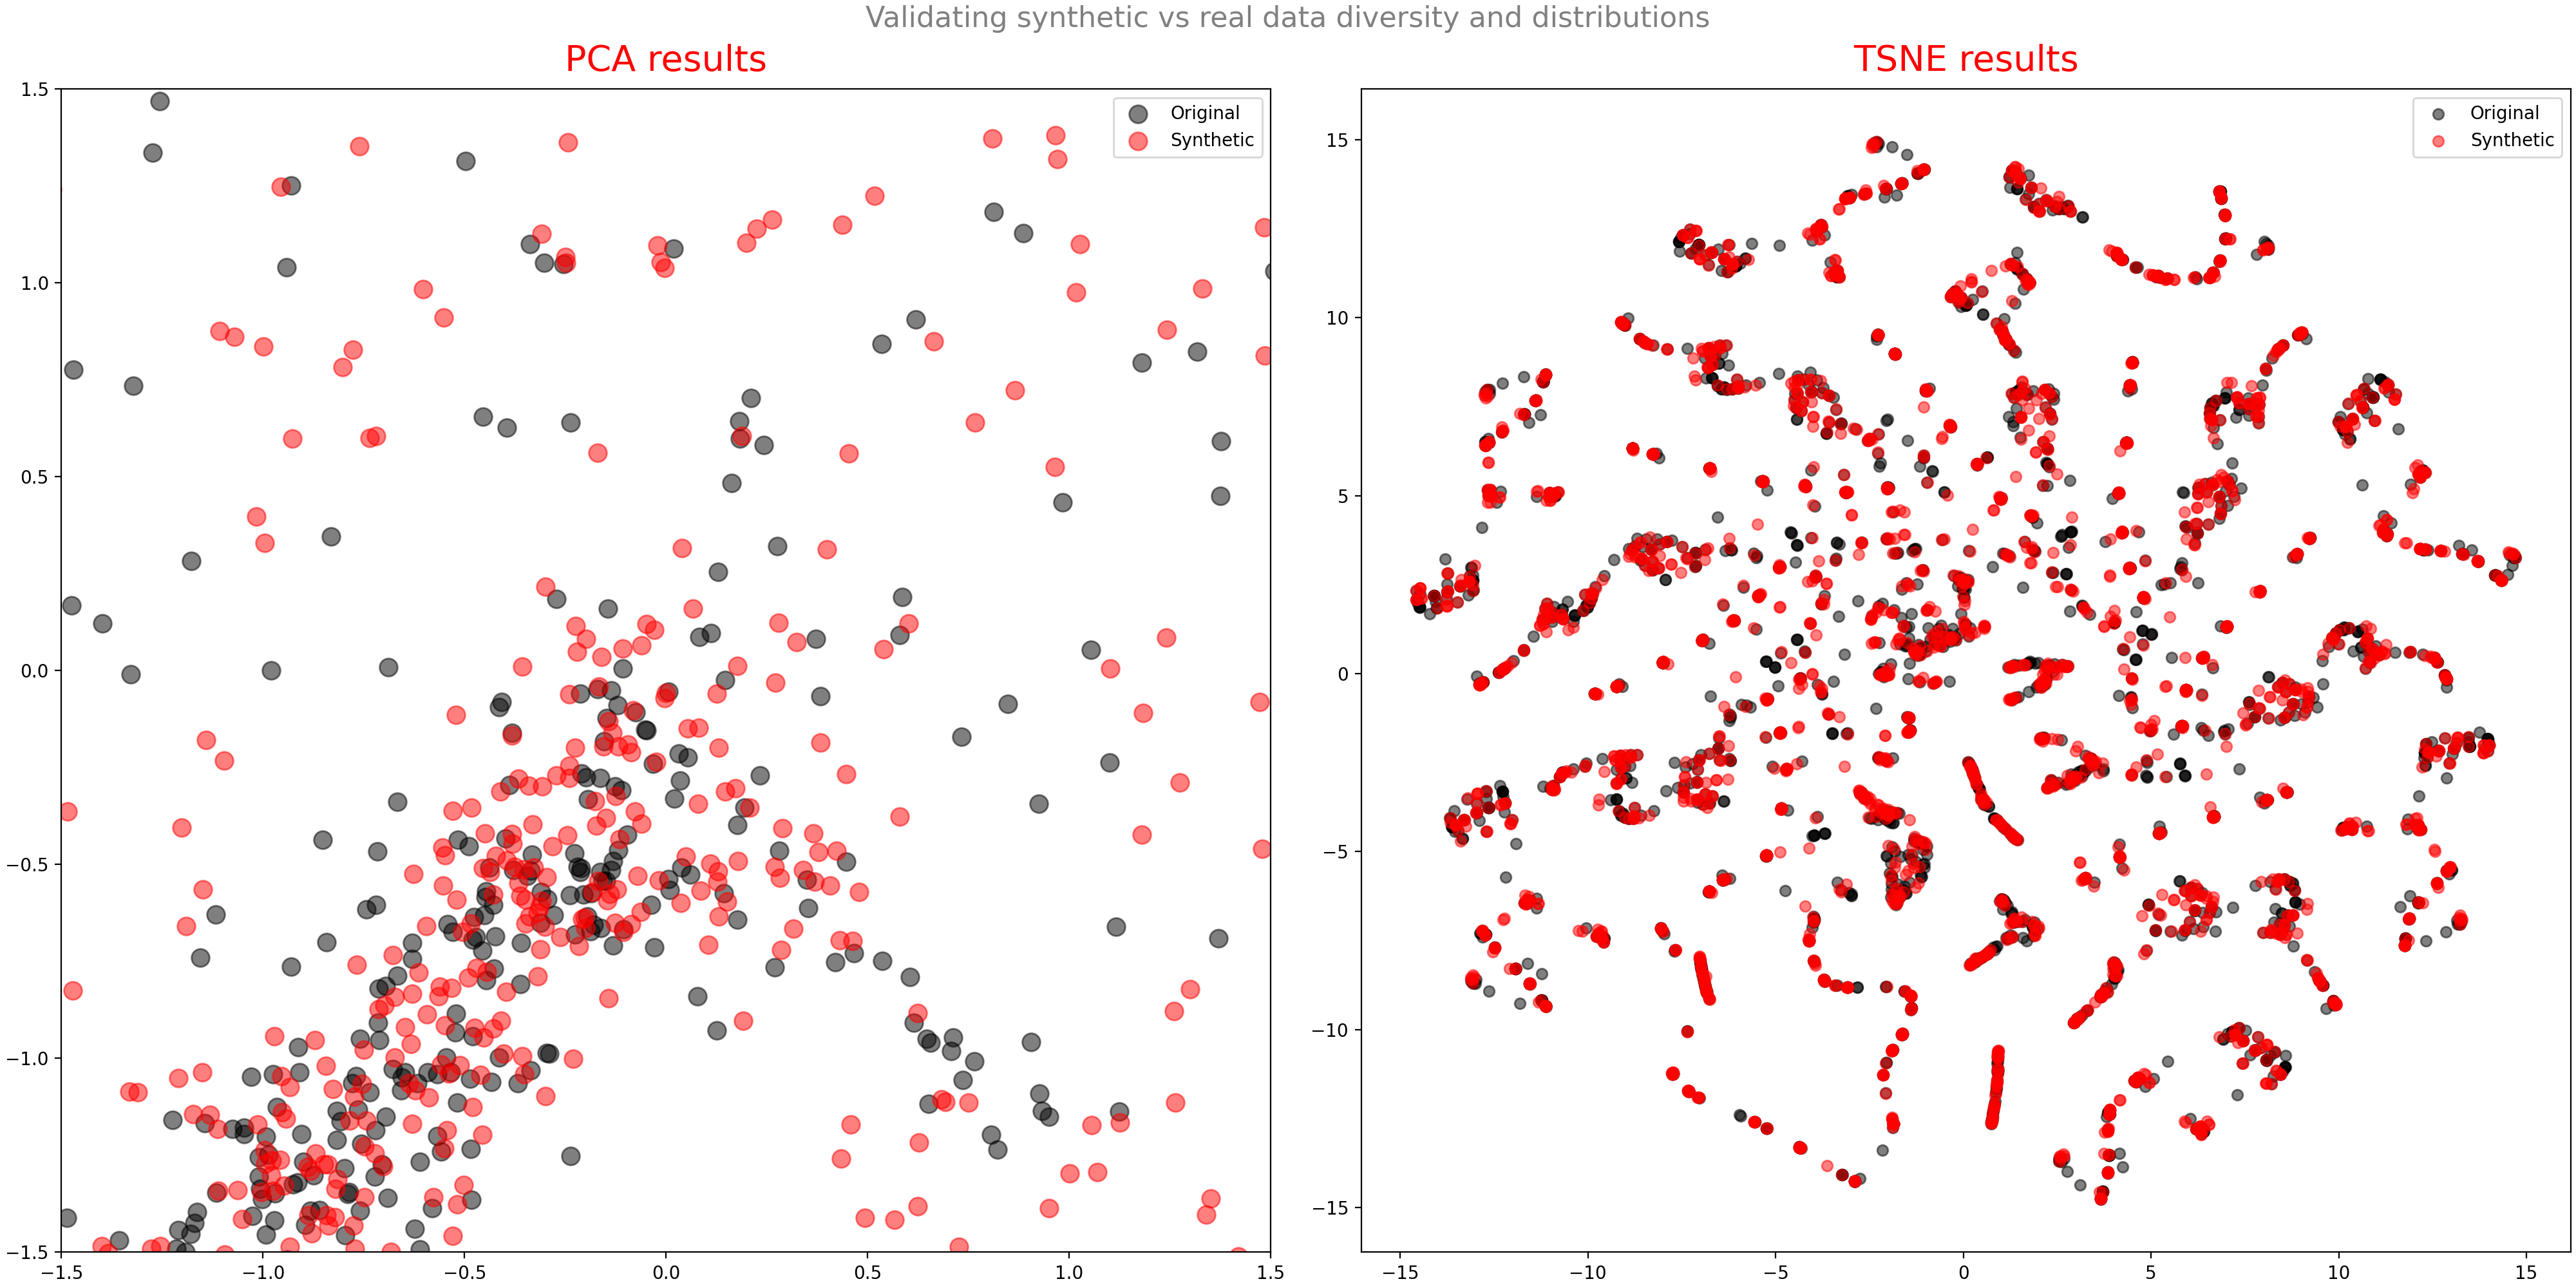 Validating synthetic vs real data diversity and distributions
PCA results
1.5
1.0
0.5
0.0
−0.5
−1.0
−1.5
−1.5 −1.0 −0.5 0.0 0.5 1.0 1.5
Original
Synthetic
TSNE results
15
10
5
0
−5
−10
−15
−15 −10 −5 0 5 10 15
Original
Synthetic